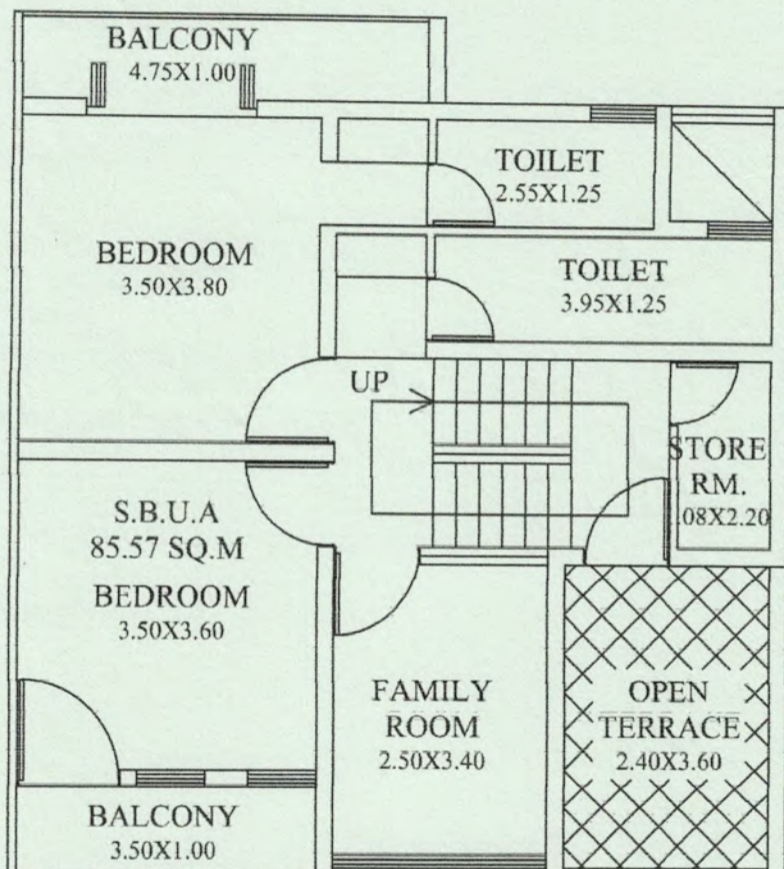 BALCONY
4.75X1.00
TOILET
2.55X1.25
BEDROOM
3.50X3.80
TOILET
3.95X1.25
UP
STORE
RM.
.08X2.20
S.B.U.A
85.57 SQ.M
BEDROOM
3.50X3.60
FAMILY
ROOM
2.50X3.40
OPEN
TERRACE
2.40X3.60
BALCONY
3.50X1.00